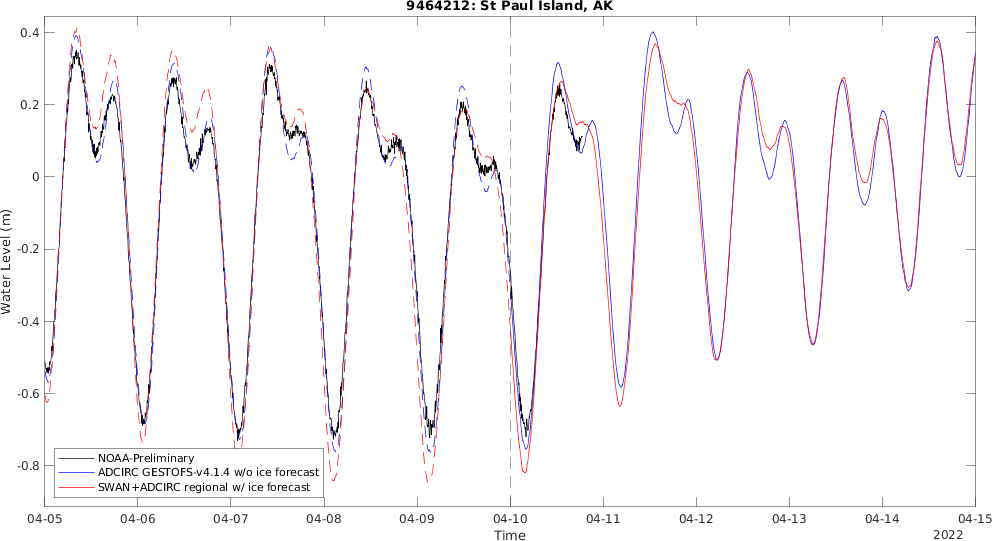 9464212: St Paul Island, AK
Water Level (m)
0.4
0.2
0
-0.2
-0.4
-0.6
-0.8
NOAA-Preliminary
ADCIRC GESTOFS-v4.1.4 w/o ice forecast
SWAN+ADCIRC regional w/ ice forecast
04-05 04-06 04-07 04-08 04-09 04-10 04-11 04-12 04-13 04-14 04-15
Time
2022